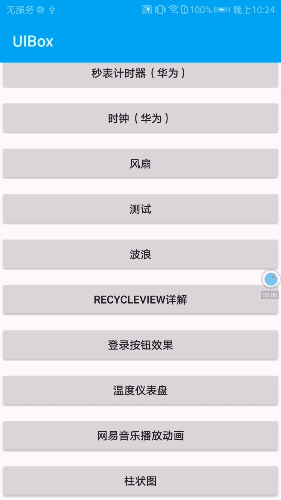 无服务 100% 晚上10:24
UIBox
秒表计时器（华为）
时钟（华为）
风扇
测试
波浪
RECYCLEVIEW详解
登录按钮效果
温度仪表盘
网易音乐播放动画
柱状图